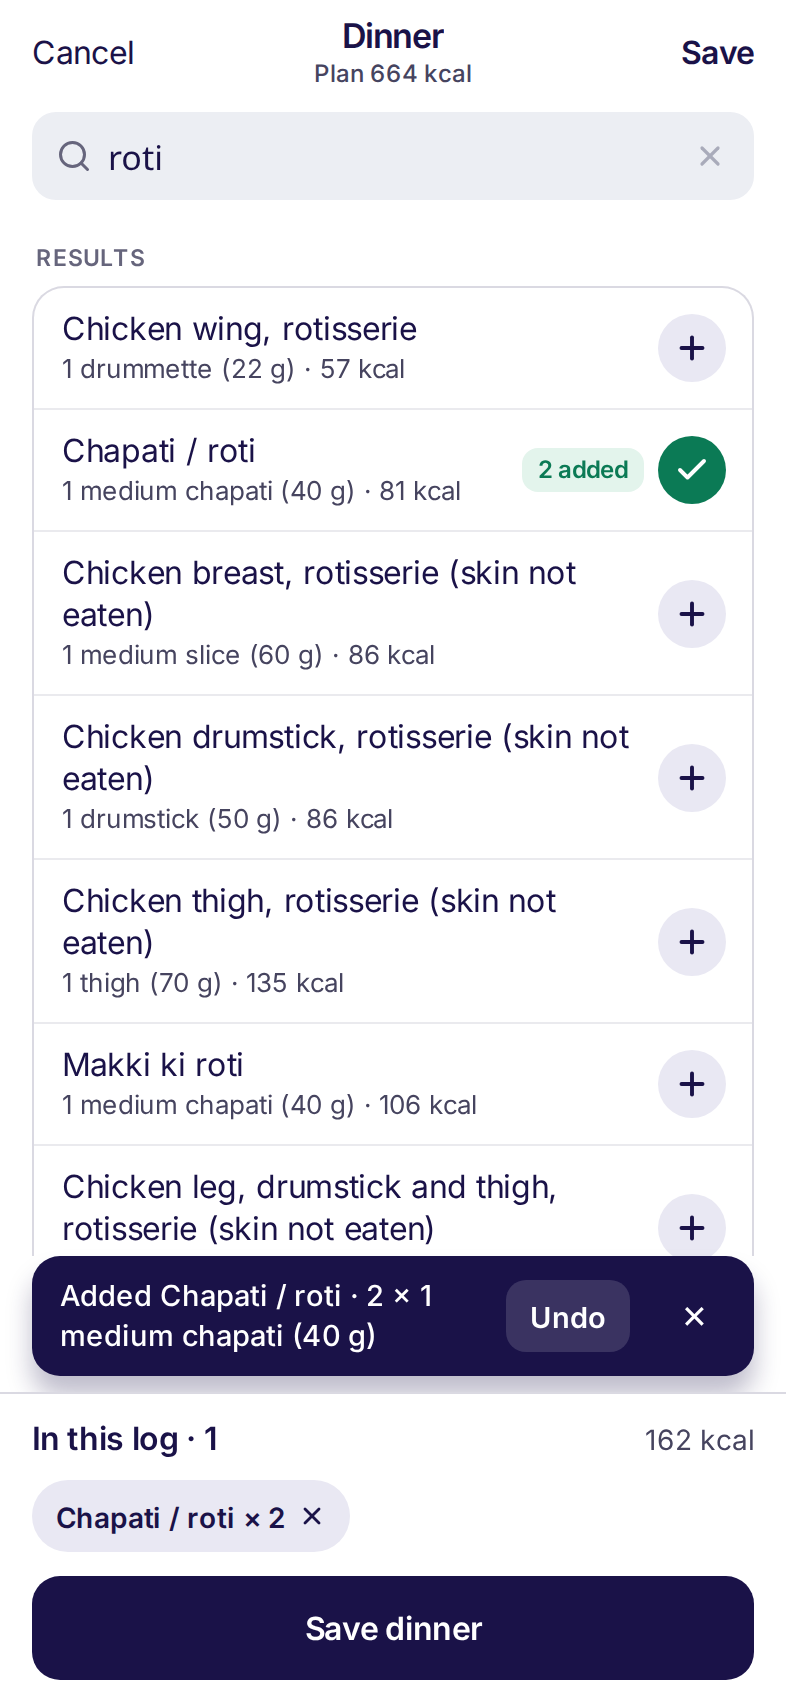 Cancel
Dinner
Save
Plan 664 kcal
roti
RESULTS
Chicken wing, rotisserie
1 drummette (22 g) · 57 kcal
Chapati / roti
1 medium chapati (40 g) · 81 kcal
2 added
Chicken breast, rotisserie (skin not
eaten)
1 medium slice (60 g) · 86 kcal
Chicken drumstick, rotisserie (skin not
eaten)
1 drumstick (50 g) · 86 kcal
Chicken thigh, rotisserie (skin not
eaten)
1 thigh (70 g) · 135 kcal
Makki ki roti
1 medium chapati (40 g) · 106 kcal
Chicken leg, drumstick and thigh,
rotisserie (skin not eaten)
Added Chapati / roti · 2 × 1
medium chapati (40 g)
Undo
In this log · 1
162 kcal
Chapati / roti × 2
Save dinner